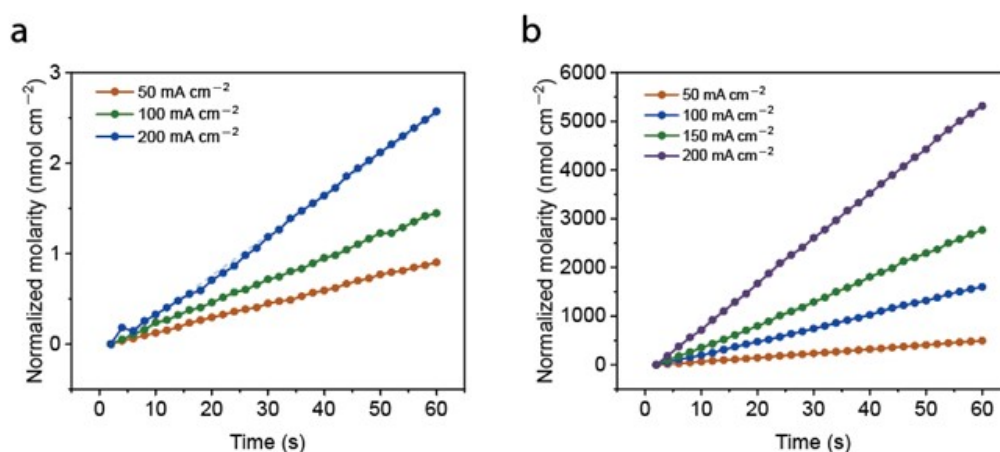 a
3
2
1
0
Normalized molarity (nmol cm⁻²)
50 mA cm⁻²
100 mA cm⁻²
200 mA cm⁻²
0 10 20 30 40 50 60
Time (s)
b
6000
5000
4000
3000
2000
1000
0
Normalized molarity (nmol cm⁻²)
50 mA cm⁻²
100 mA cm⁻²
150 mA cm⁻²
200 mA cm⁻²
0 10 20 30 40 50 60
Time (s)